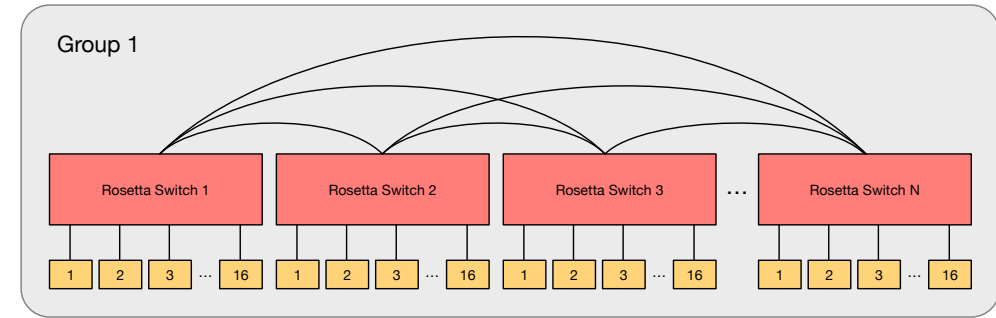 Group 1
Rosetta Switch 1
Rosetta Switch 2
Rosetta Switch 3
...
Rosetta Switch N
1 2 3 ... 16
1 2 3 ... 16
1 2 3 ... 16
1 2 3 ... 16